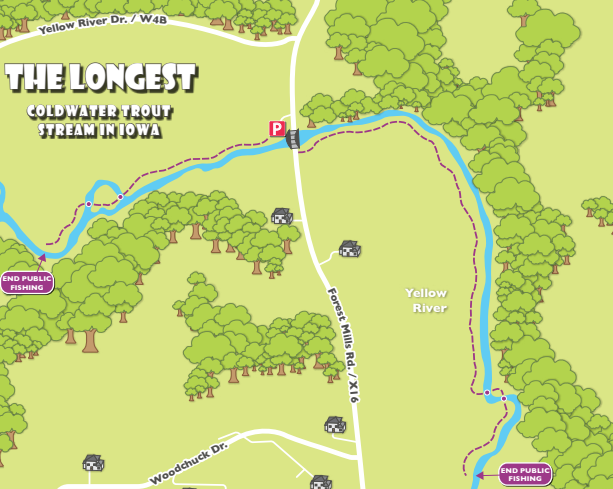 Yellow River Dr. / W4B
THE LONGEST
COLDWATER TROUT
STREAM IN IOWA
P
END PUBLIC
FISHING
Yellow
River
Forest Mills Rd. / X16
Woodchuck Dr.
END PUBLIC
FISHING